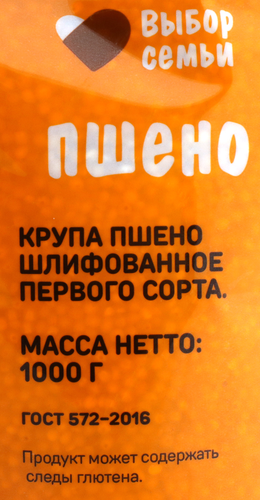 ВЫБОР
СЕМЬИ
пшено
КРУПА ПШЕНО
ШЛИФОВАННОЕ
ПЕРВОГО СОРТА.
МАССА НЕТТО:
1000 Г
ГОСТ 572–2016
Продукт может содержать
следы глютена.